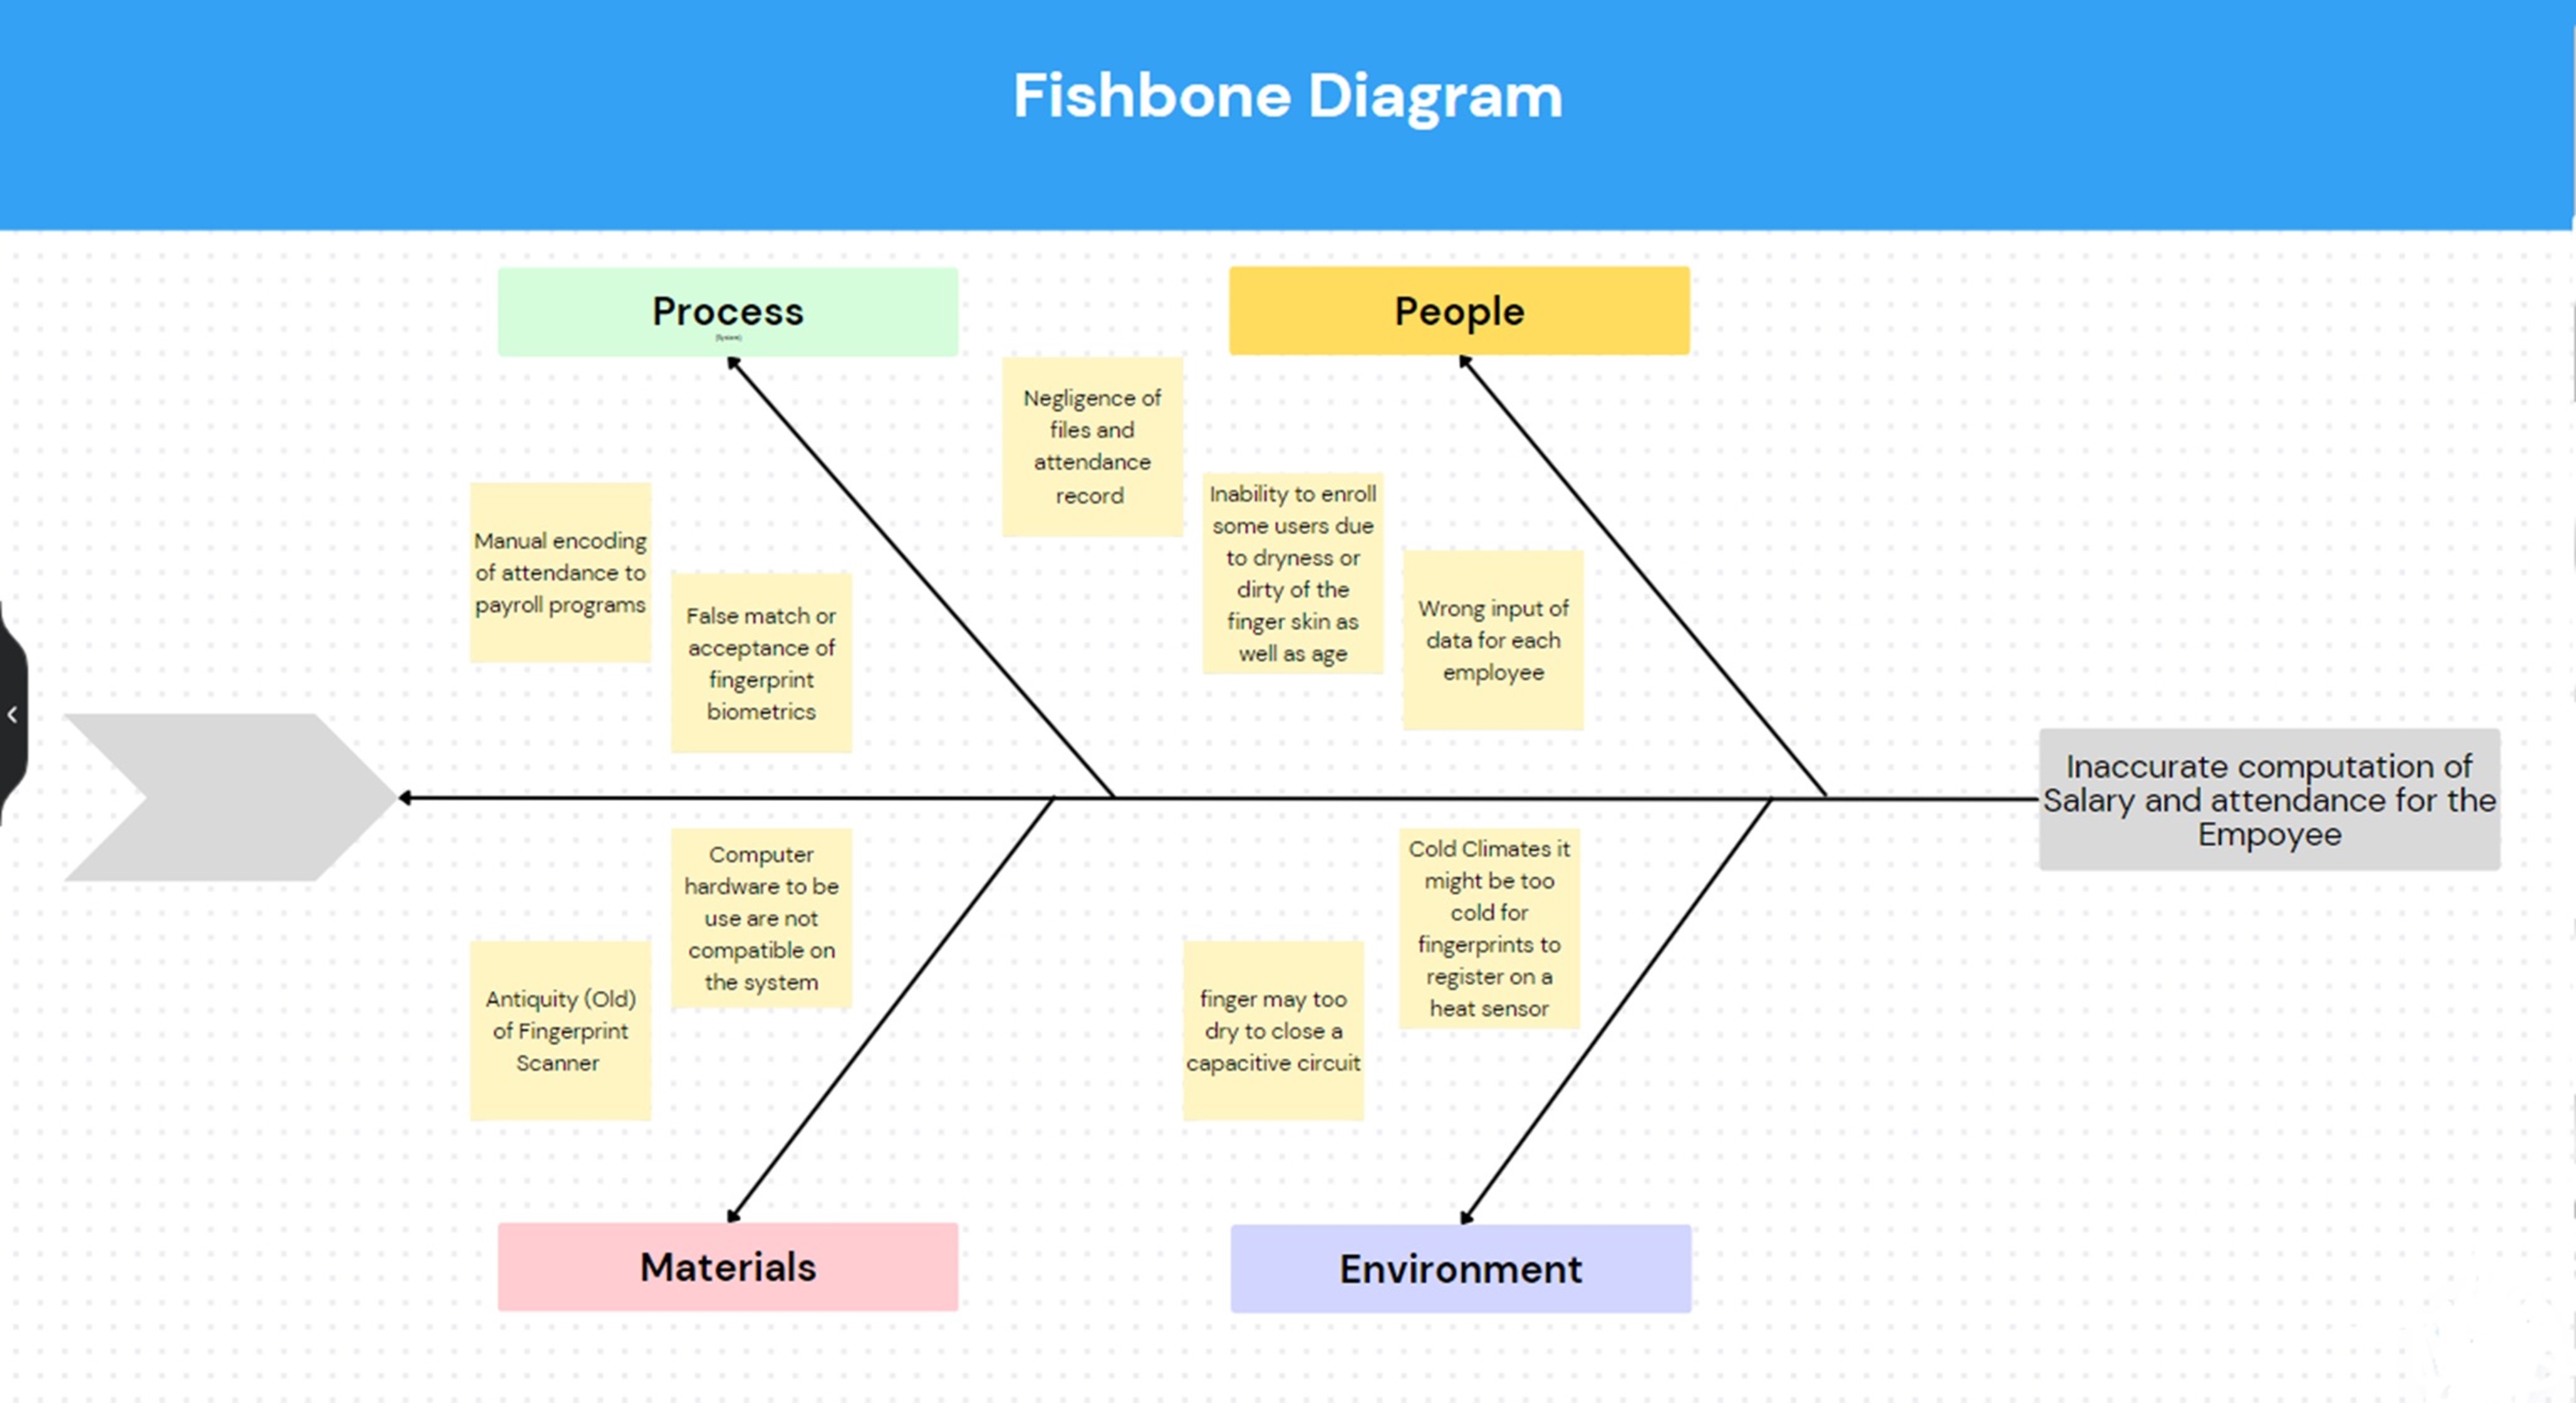 Fishbone Diagram
Process
(System)
People
Negligence of
files and
attendance
record
Manual encoding
of attendance to
payroll programs
False match or
acceptance of
fingerprint
biometrics
Inability to enroll
some users due
to dryness or
dirty of the
finger skin as
well as age
Wrong input of
data for each
employee
Inaccurate computation of
Salary and attendance for the
Empoyee
Computer
hardware to be
use are not
compatible on
the system
Antiquity (Old)
of Fingerprint
Scanner
Cold Climates it
might be too
cold for
fingerprints to
register on a
heat sensor
finger may too
dry to close a
capacitive circuit
Materials
Environment